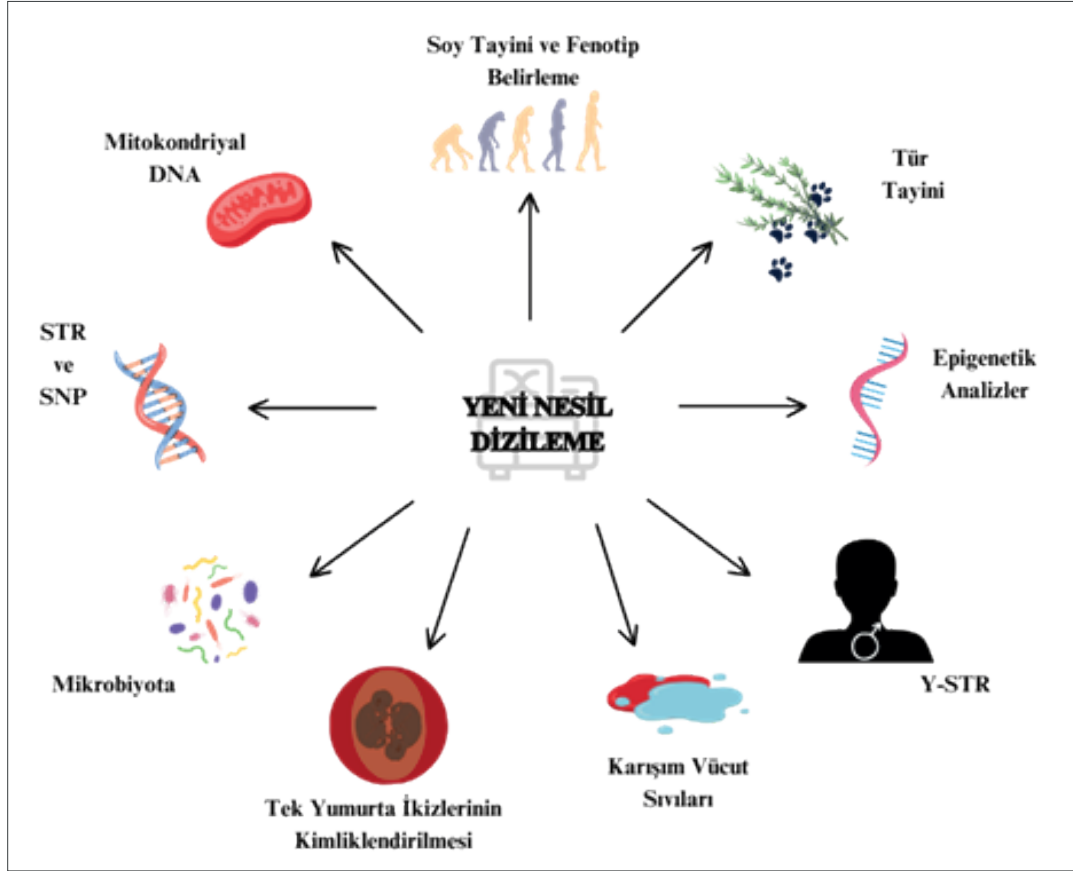 Soy Tayini ve Fenotip
Belirleme
Mitokondriyal
DNA
Tür
Tayini
STR
ve
SNP
YENİ NESİL
DİZİLEME
Epigenetik
Analizler
Mikrobiyota
Y-STR
Karışım Vücut
Sıvıları
Tek Yumurta İkizlerinin
Kimliklendirilmesi